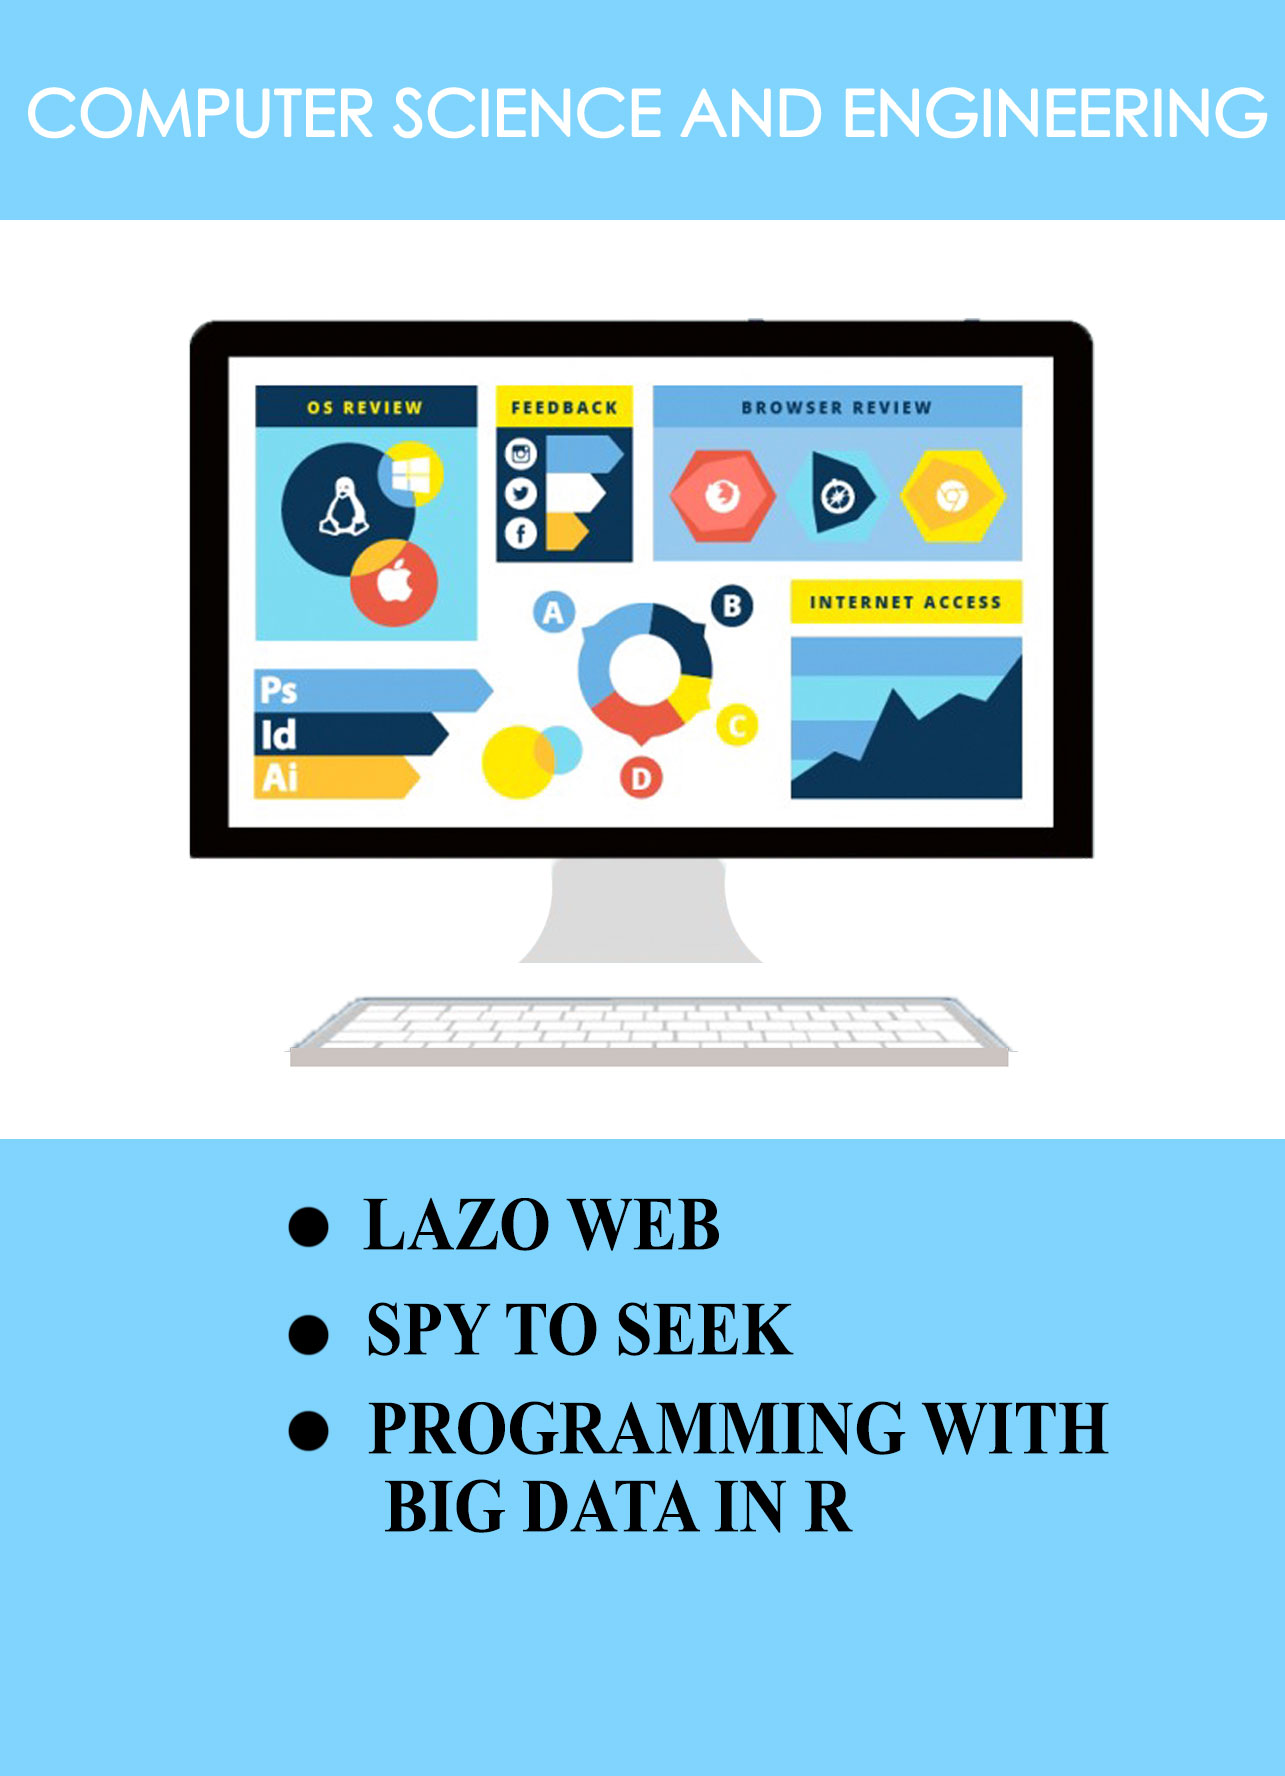 COMPUTER SCIENCE AND ENGINEERING
OS REVIEW
FEEDBACK
BROWSER REVIEW
f
A
B
INTERNET ACCESS
Ps
Id
Ai
C
D
● LAZO WEB
● SPY TO SEEK
● PROGRAMMING WITH
BIG DATA IN R